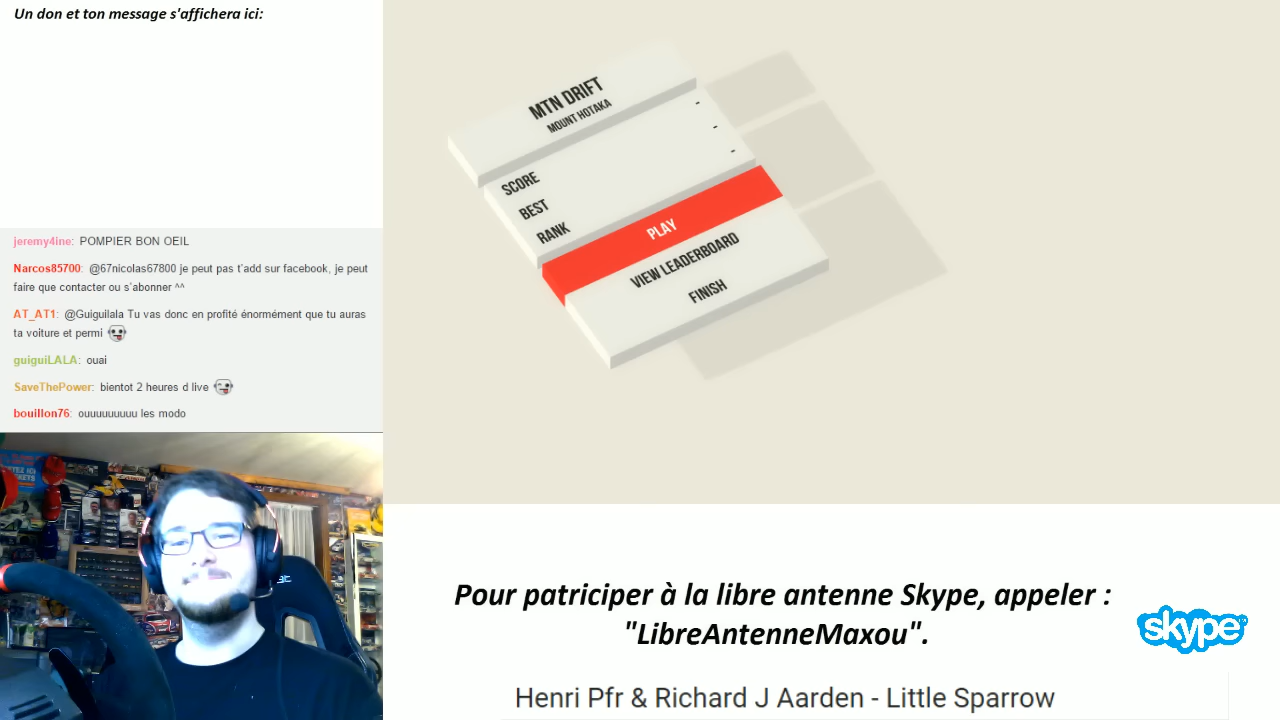 Un don et ton message s'affichera ici:
jeremy4ine: POMPIER BON OEIL
Narcos85700: @67nicolas67800 je peut pas t'add sur facebook, je peut
faire que contacter ou s'abonner ^^
AT_AT1: @Guiguilala Tu vas donc en profité énormément que tu auras
ta voiture et permi
guiguiLALA: ouai
SaveThePower: bientot 2 heures d live
bouillon76: ouuuuuuuuu les modo
MTN DRIFT
MOUNT HOTAKA
SCORE -
BEST -
RANK -
PLAY
VIEW LEADERBOARD
FINISH
Pour patriciper à la libre antenne Skype, appeler :
"LibreAntenneMaxou".
skype
Henri Pfr & Richard J Aarden - Little Sparrow